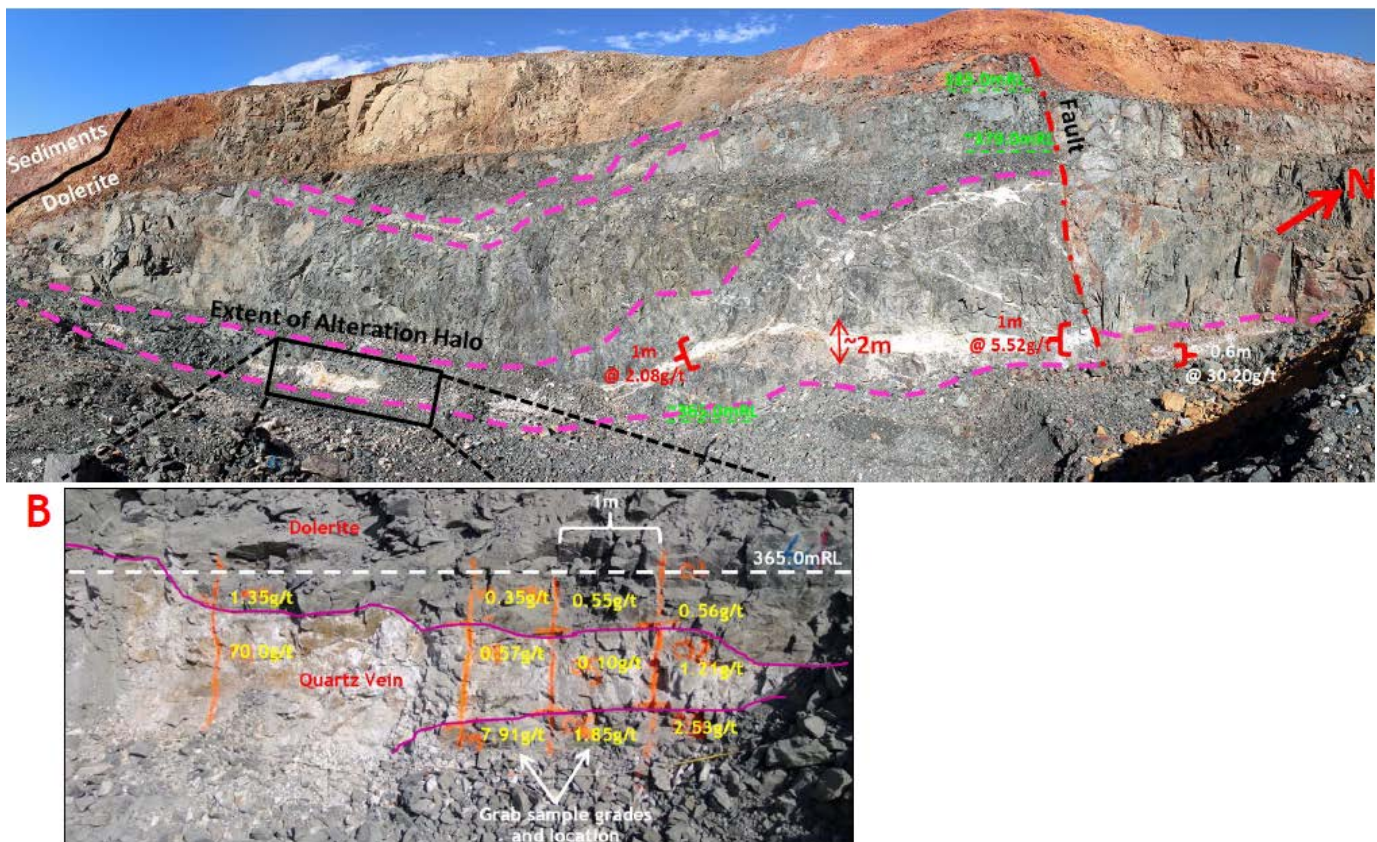 Sediments
Dolerite
Fault
N
Extent of Alteration Halo
1m
@ 2.08g/t
~2m
1m
@ 5.52g/t
0.6m
@ 30.20g/t
B
1m
Dolerite
365.0mRL
1.35g/t
0.35g/t
0.55g/t
0.56g/t
70.0g/t
0.57g/t
0.10g/t
1.21g/t
Quartz Vein
7.91g/t
1.85g/t
2.53g/t
Grab sample grades
and location